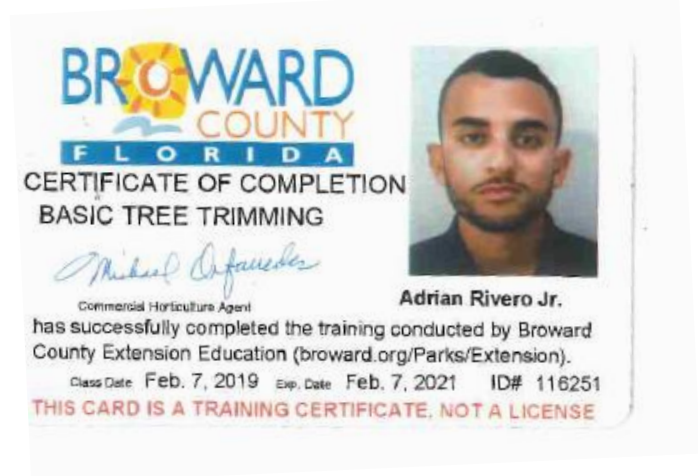 BROWARD
COUNTY
FLORIDA
CERTIFICATE OF COMPLETION
BASIC TREE TRIMMING
Commercial Horticulture Agent
Adrian Rivero Jr.
has successfully completed the training conducted by Broward
County Extension Education (broward.org/Parks/Extension).
Class Date Feb. 7, 2019 Exp. Date Feb. 7, 2021 ID# 116251
THIS CARD IS A TRAINING CERTIFICATE, NOT A LICENSE